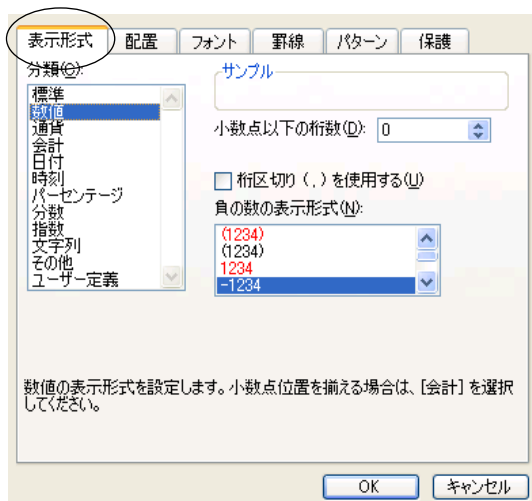 表示形式 配置 フォント 罫線 パターン 保護
分類(C):
標準
数値
通貨
会計
日付
時刻
パーセンテージ
分数
指数
文字列
その他
ユーザー定義
サンプル
小数点以下の桁数(D): 0
桁区切り(,)を使用する(U)
負の数の表示形式(N):
(1234)
(1234)
1234
-1234
数値の表示形式を設定します。小数点位置を揃える場合は、[会計] を選択
してください。
OK キャンセル